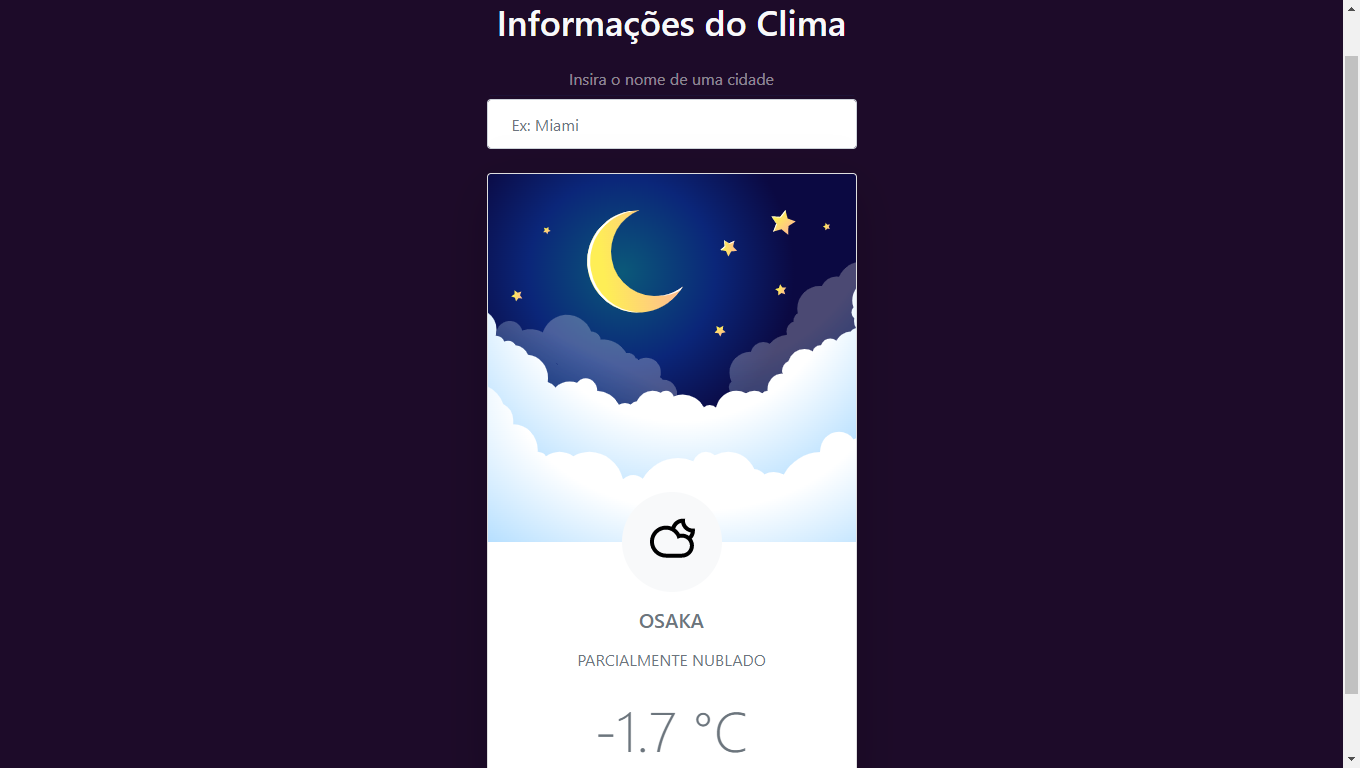 Informações do Clima
Insira o nome de uma cidade
Ex: Miami
OSAKA
PARCIALMENTE NUBLADO
-1.7 °C